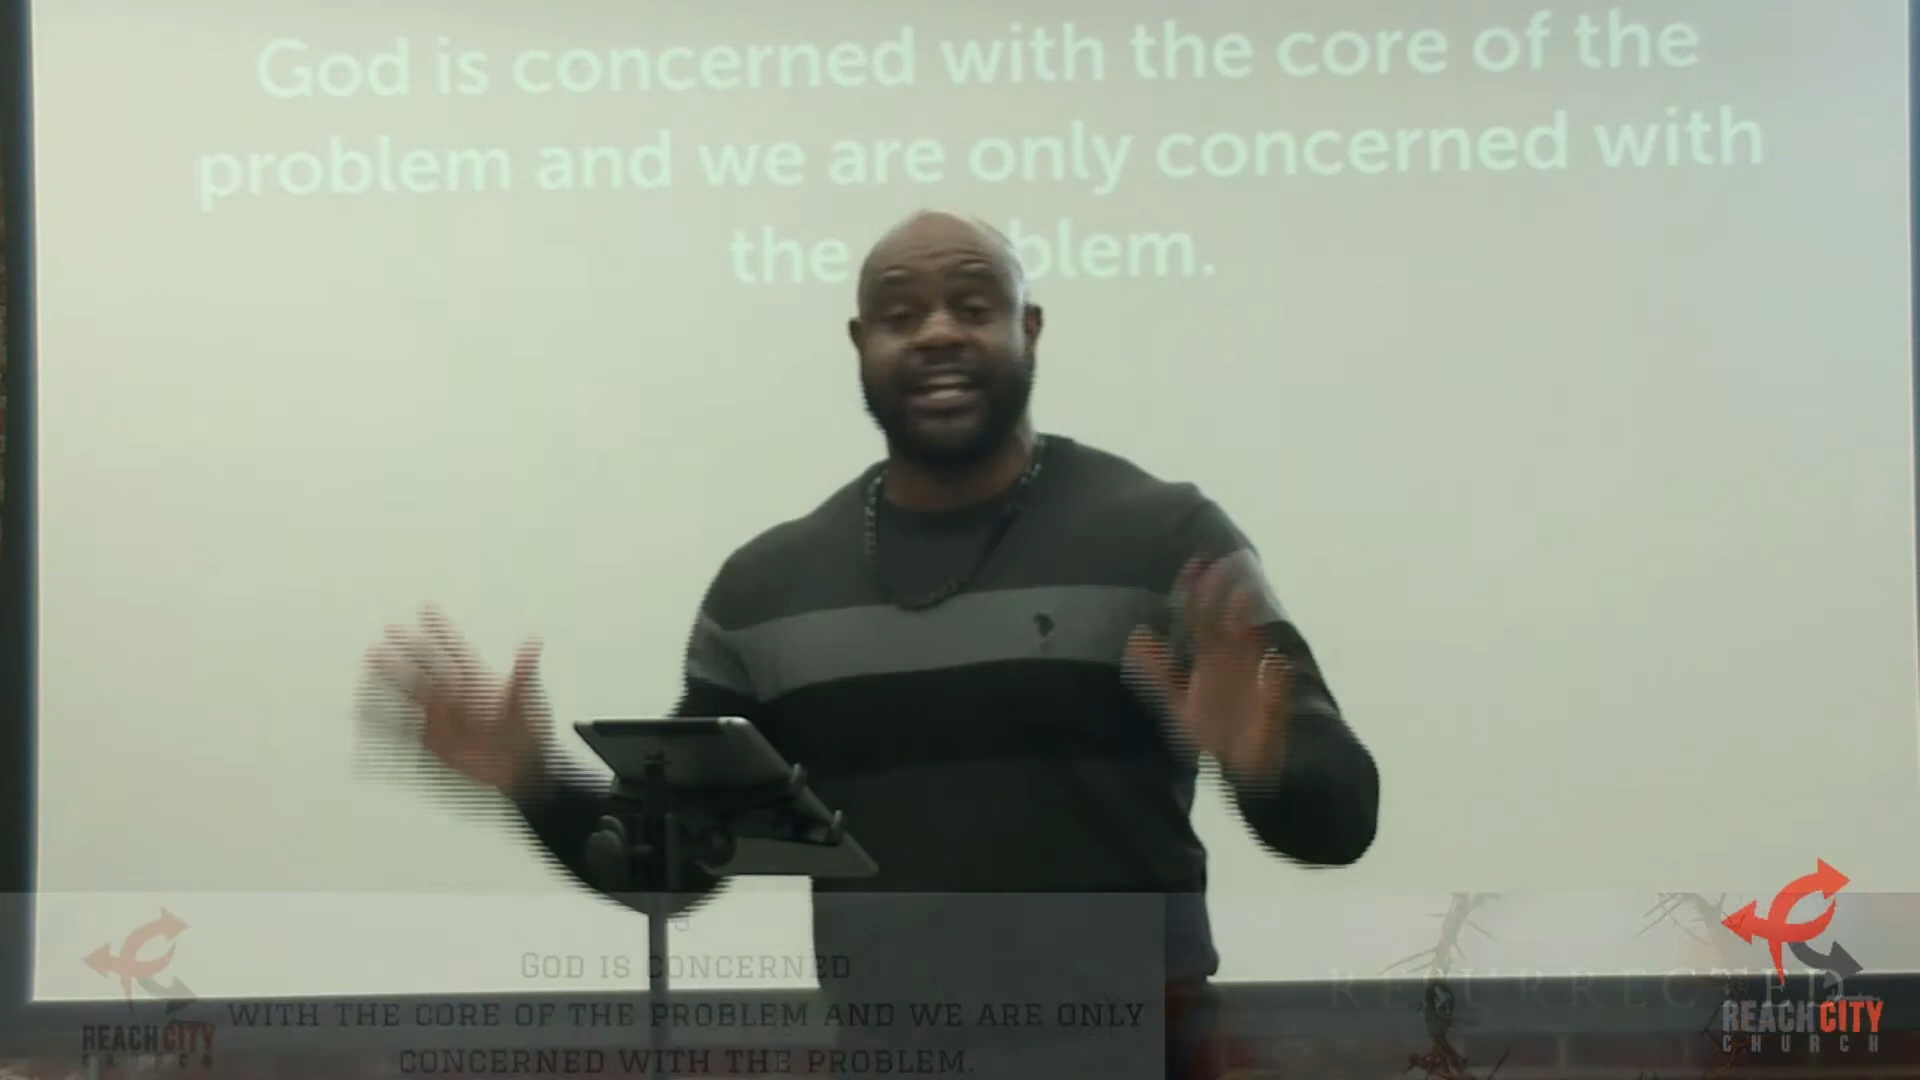 God is concerned with the core of the
problem and we are only concerned with
the blem.
GOD IS CONCERNED
WITH THE CORE OF THE PROBLEM AND WE ARE ONLY
CONCERNED WITH THE PROBLEM.
REACH CITY
CHURCH
RESURRECTED
REACH CITY
CHURCH